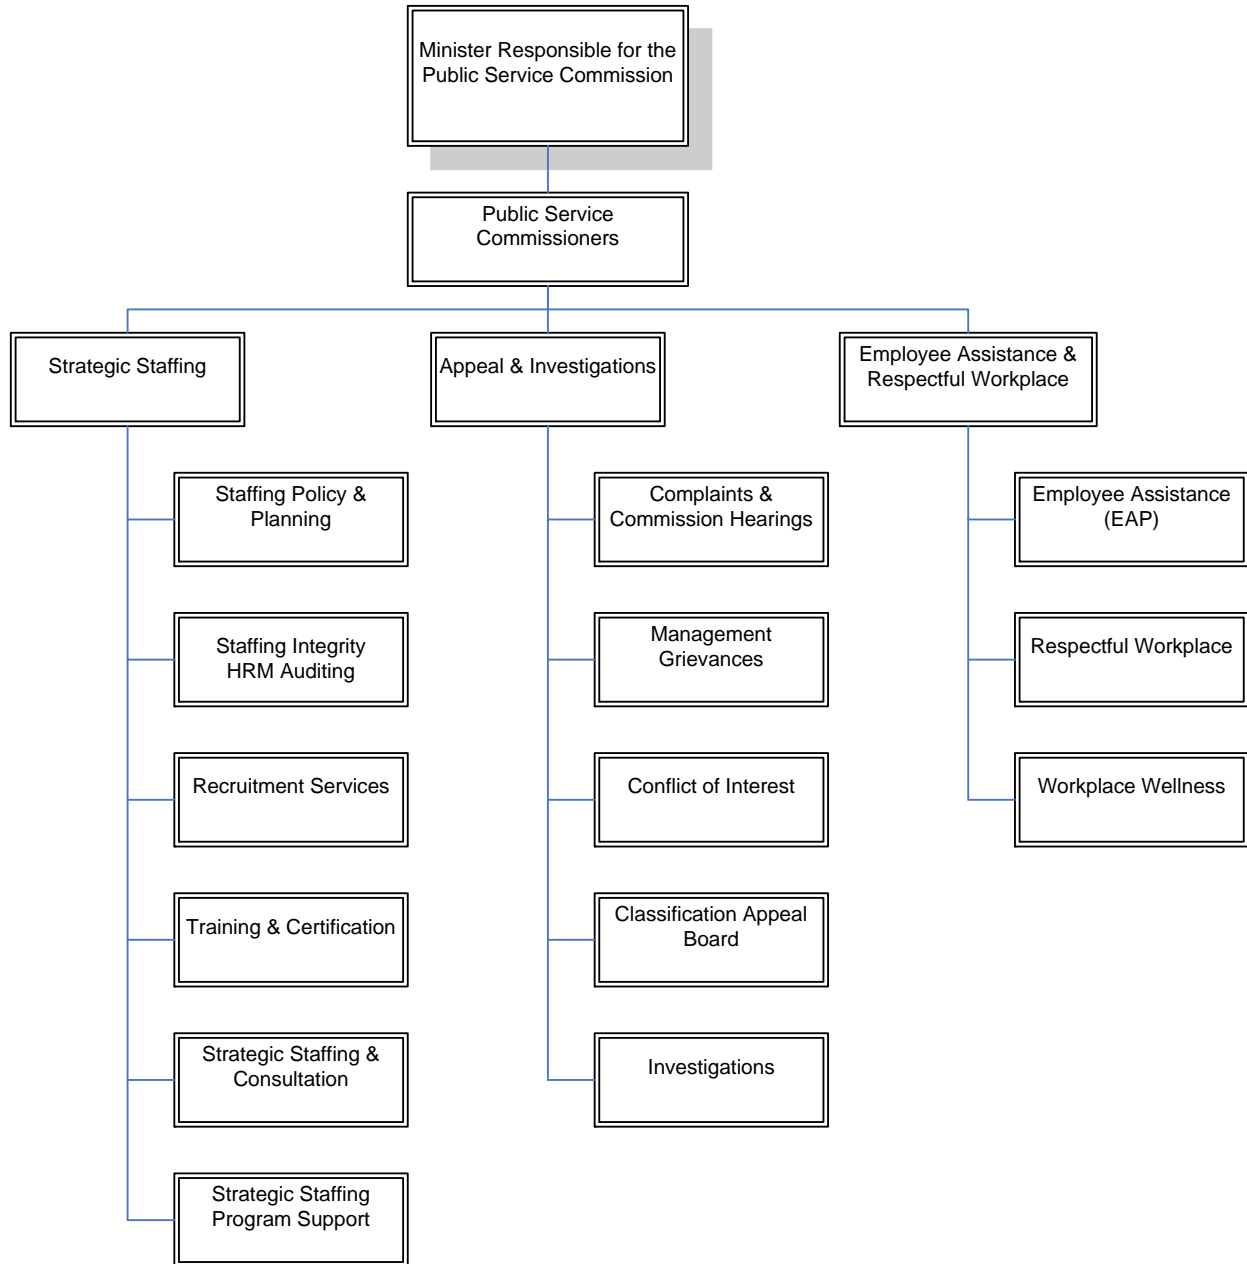 Minister Responsible for the
Public Service Commission
Public Service
Commissioners
Strategic Staffing
Appeal & Investigations
Employee Assistance &
Respectful Workplace
Staffing Policy &
Planning
Staffing Integrity
HRM Auditing
Recruitment Services
Training & Certification
Strategic Staffing &
Consultation
Strategic Staffing
Program Support
Complaints &
Commission Hearings
Management
Grievances
Conflict of Interest
Classification Appeal
Board
Investigations
Employee Assistance
(EAP)
Respectful Workplace
Workplace Wellness